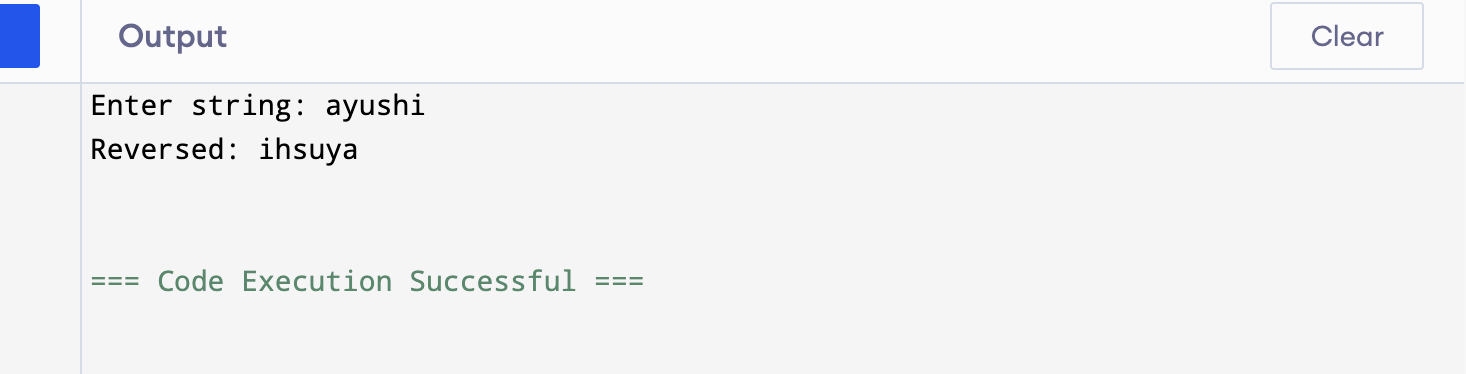 Output
Clear
Enter string: ayushi
Reversed: ihsuya
=== Code Execution Successful ===